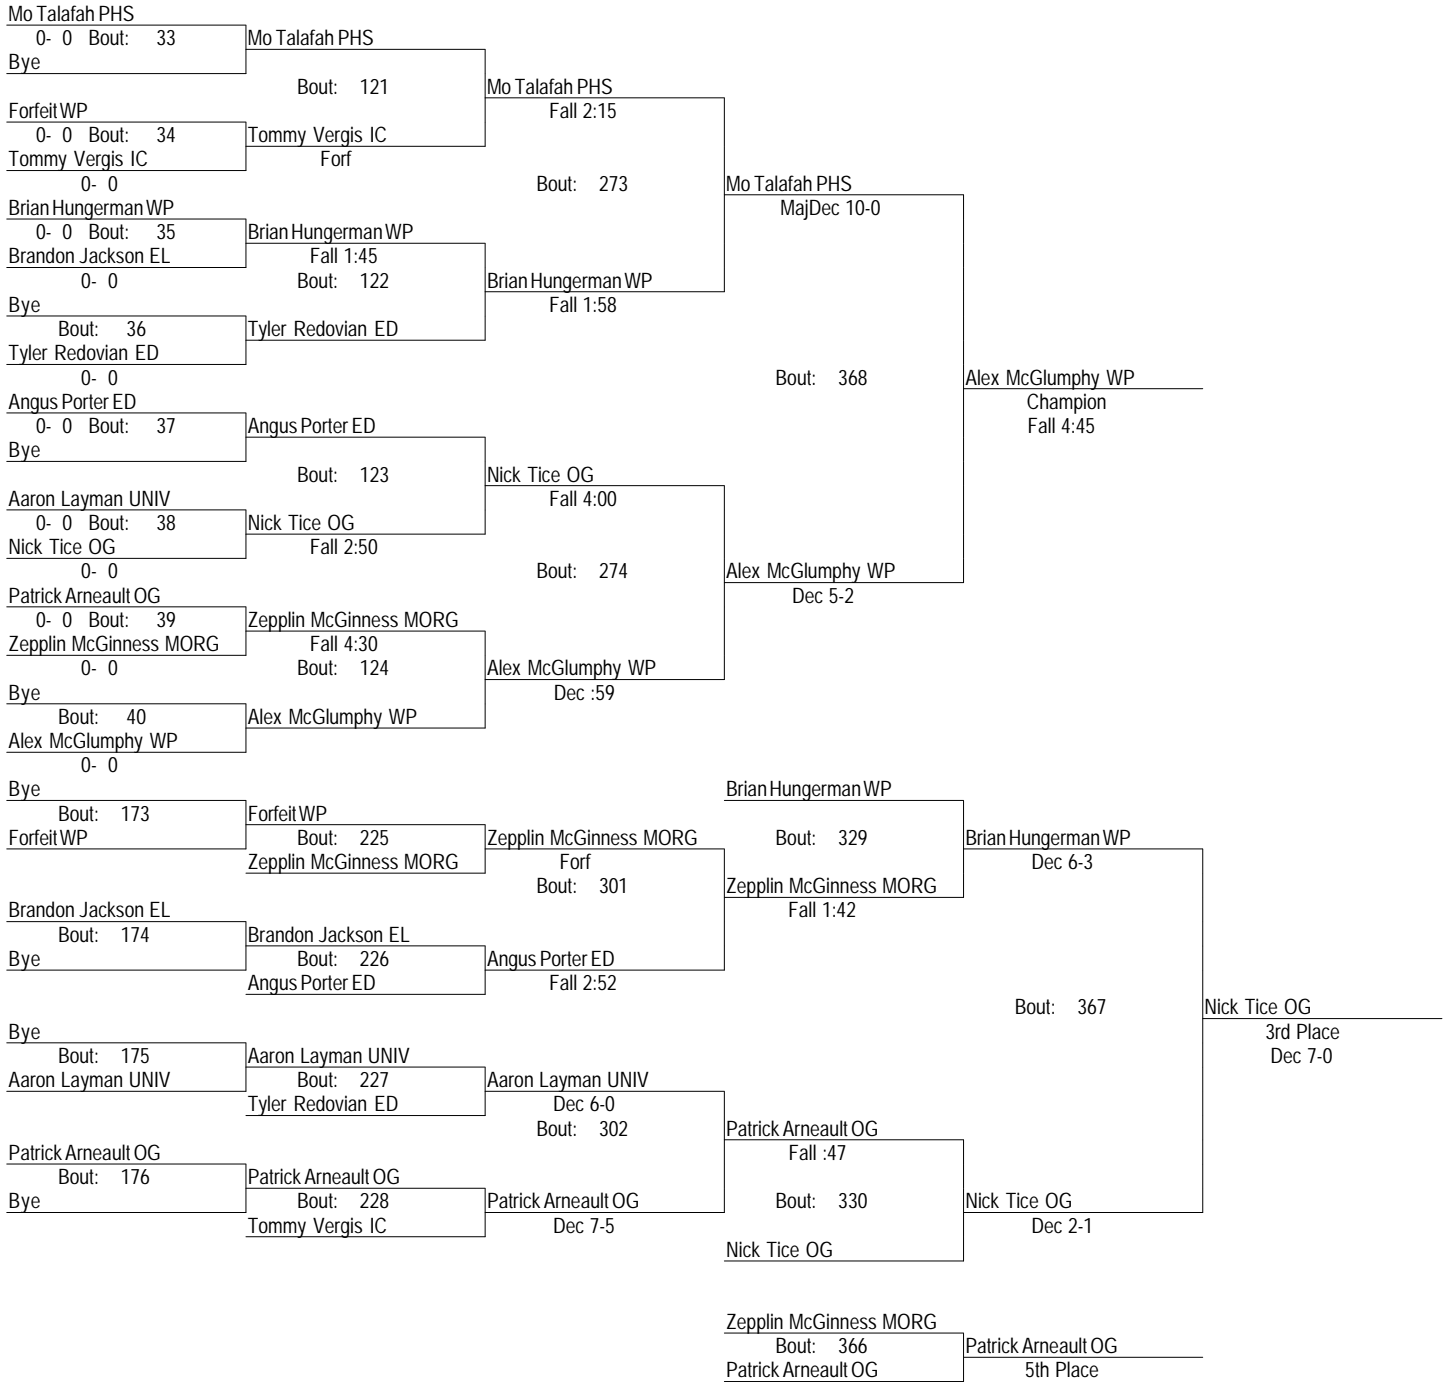 Mo Talafah PHS
0- 0 Bout: 33
Mo Talafah PHS
Bye
Bout: 121
Mo Talafah PHS
Forfeit WP
Fall 2:15
0- 0 Bout: 34
Tommy Vergis IC
Tommy Vergis IC
Forf
0- 0
Bout: 273
Mo Talafah PHS
Brian Hungerman WP
MajDec 10-0
0- 0 Bout: 35
Brian Hungerman WP
Brandon Jackson EL
Fall 1:45
0- 0
Bout: 122
Brian Hungerman WP
Bye
Fall 1:58
Bout: 36
Tyler Redovian ED
Tyler Redovian ED
0- 0
Bout: 368
Alex McGlumphy WP
Angus Porter ED
Champion
0- 0 Bout: 37
Angus Porter ED
Fall 4:45
Bye
Bout: 123
Nick Tice OG
Aaron Layman UNIV
Fall 4:00
0- 0 Bout: 38
Nick Tice OG
Nick Tice OG
Fall 2:50
0- 0
Bout: 274
Alex McGlumphy WP
Patrick Arneault OG
Dec 5-2
0- 0 Bout: 39
Zepplin McGinness MORG
Zepplin McGinness MORG
Fall 4:30
0- 0
Bout: 124
Alex McGlumphy WP
Bye
Dec :59
Bout: 40
Alex McGlumphy WP
Alex McGlumphy WP
0- 0
Bye
Brian Hungerman WP
Bout: 173
Forfeit WP
Forfeit WP
Bout: 225
Zepplin McGinness MORG
Bout: 329
Brian Hungerman WP
Zepplin McGinness MORG
Forf
Dec 6-3
Bout: 301
Zepplin McGinness MORG
Brandon Jackson EL
Fall 1:42
Bout: 174
Brandon Jackson EL
Bye
Bout: 226
Angus Porter ED
Angus Porter ED
Fall 2:52
Bout: 367
Nick Tice OG
Bye
3rd Place
Bout: 175
Aaron Layman UNIV
Dec 7-0
Aaron Layman UNIV
Bout: 227
Aaron Layman UNIV
Tyler Redovian ED
Dec 6-0
Bout: 302
Patrick Arneault OG
Patrick Arneault OG
Fall :47
Bout: 176
Patrick Arneault OG
Bye
Bout: 228
Patrick Arneault OG
Bout: 330
Nick Tice OG
Tommy Vergis IC
Dec 7-5
Dec 2-1
Nick Tice OG
Zepplin McGinness MORG
Bout: 366
Patrick Arneault OG
Patrick Arneault OG
5th Place